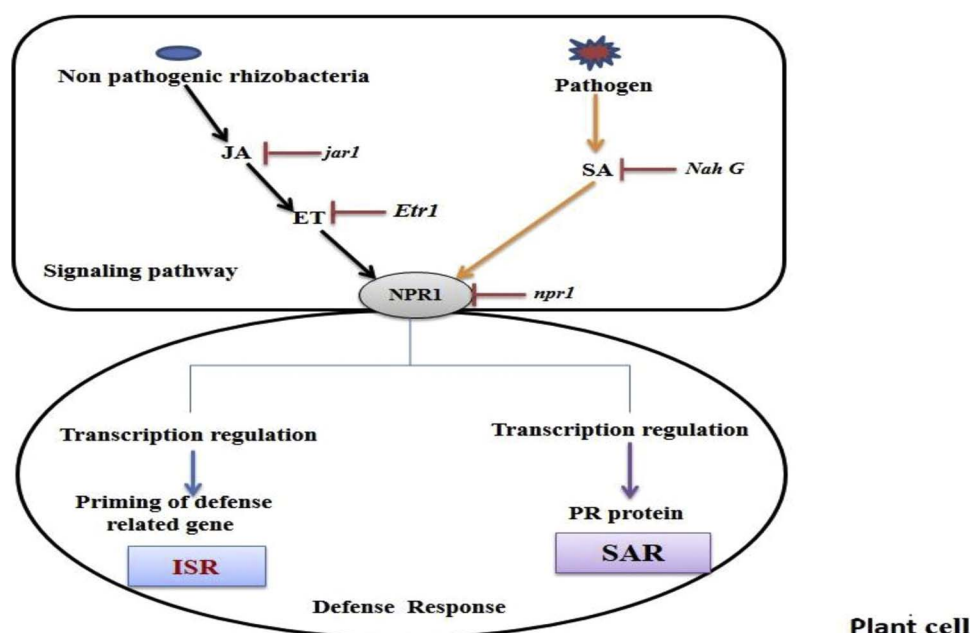 Non pathogenic rhizobacteria
Pathogen
JA
jar1
SA
Nah G
ET
Etr1
Signaling pathway
NPR1
npr1
Transcription regulation
Transcription regulation
Priming of defense
related gene
PR protein
ISR
SAR
Defense Response
Plant cell